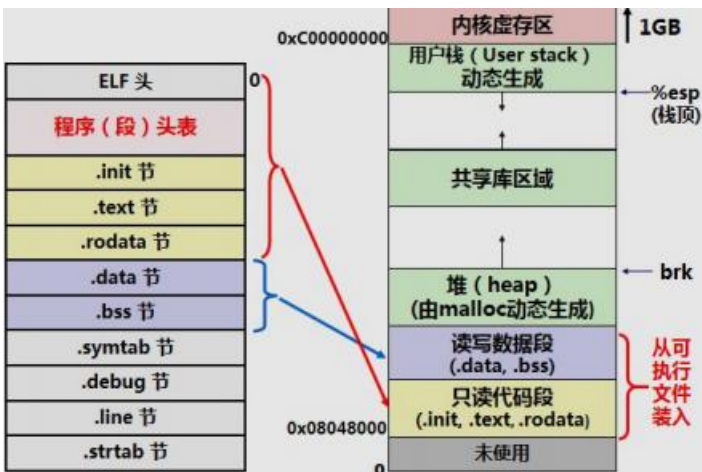 ELF 头
程序（段）头表
.init 节
.text 节
.rodata 节
.data 节
.bss 节
.symtab 节
.debug 节
.line 节
.strtab 节
0
0xC00000000
内核虚存区
1GB
用户栈（User stack）
动态生成
%esp
(栈顶)
共享库区域
brk
堆（heap）
(由malloc动态生成)
读写数据段
(.data, .bss)
只读代码段
(.init, .text, .rodata)
从可
执行
文件
装入
0x08048000
未使用
0